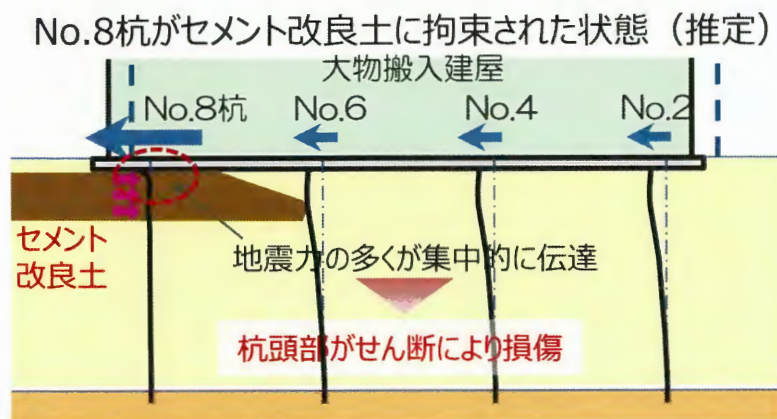 No.8杭がセメント改良土に拘束された状態（推定）
大物搬入建屋
No.8杭
No.6
No.4
No.2
セメント
改良土
地震力の多くが集中的に伝達
杭頭部がせん断により損傷